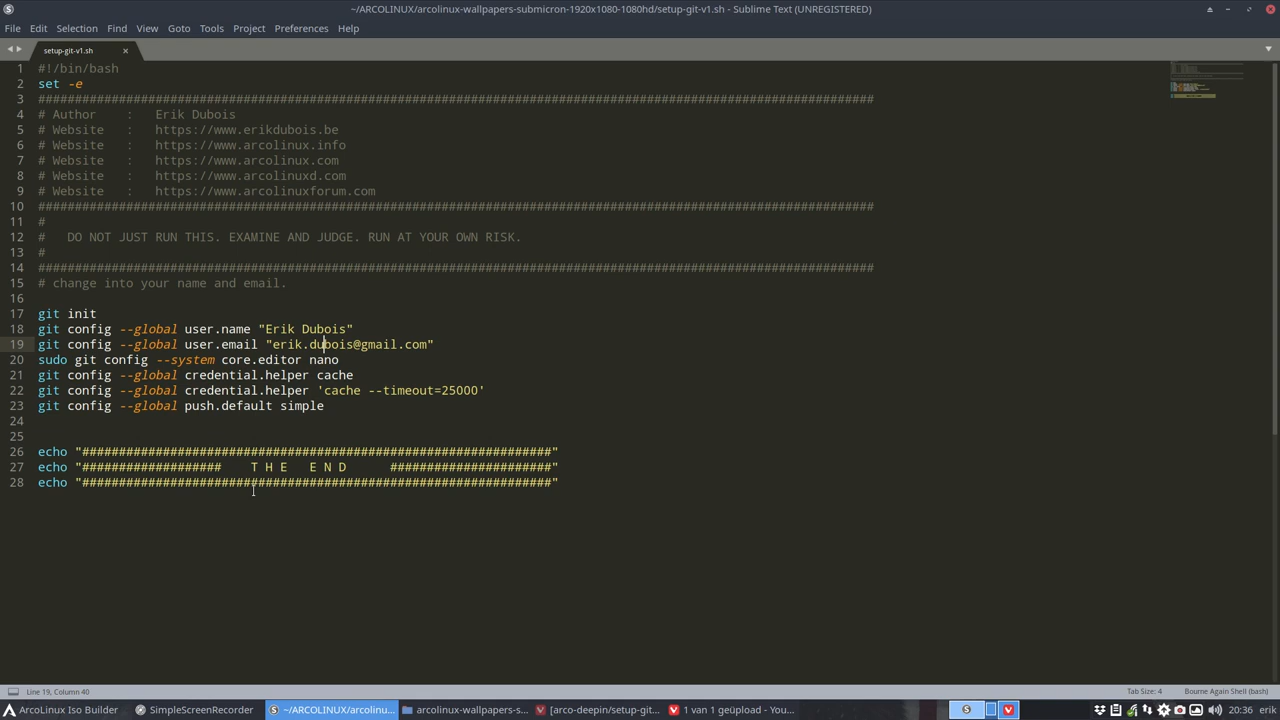 ~/ARCOLINUX/arcolinux-wallpapers-submicron-1920x1080-1080hd/setup-git-v1.sh - Sublime Text (UNREGISTERED)
File Edit Selection Find View Goto Tools Project Preferences Help
setup-git-v1.sh ×
1 #!/bin/bash
2 set -e
3 ##################################################################################################################
4 # Author : Erik Dubois
5 # Website : https://www.erikdubois.be
6 # Website : https://www.arcolinux.info
7 # Website : https://www.arcolinux.com
8 # Website : https://www.arcolinuxd.com
9 # Website : https://www.arcolinuxforum.com
10 ##################################################################################################################
11 #
12 # DO NOT JUST RUN THIS. EXAMINE AND JUDGE. RUN AT YOUR OWN RISK.
13 #
14 ##################################################################################################################
15 # change into your name and email.
16
17 git init
18 git config --global user.name "Erik Dubois"
19 git config --global user.email "erik.dubois@gmail.com"
20 sudo git config --system core.editor nano
21 git config --global credential.helper cache
22 git config --global credential.helper 'cache --timeout=25000'
23 git config --global push.default simple
24
25
26 echo "################################################################"
27 echo "################### T H E E N D ######################"
28 echo "################################################################"
Line 19, Column 40 Tab Size: 4 Bourne Again Shell (bash)
ArcoLinux Iso Builder SimpleScreenRecorder ~/ARCOLINUX/arcolinu... arcolinux-wallpapers-s... [arco-deepin/setup-git... 1 van 1 geüpload - You... 20:36 erik